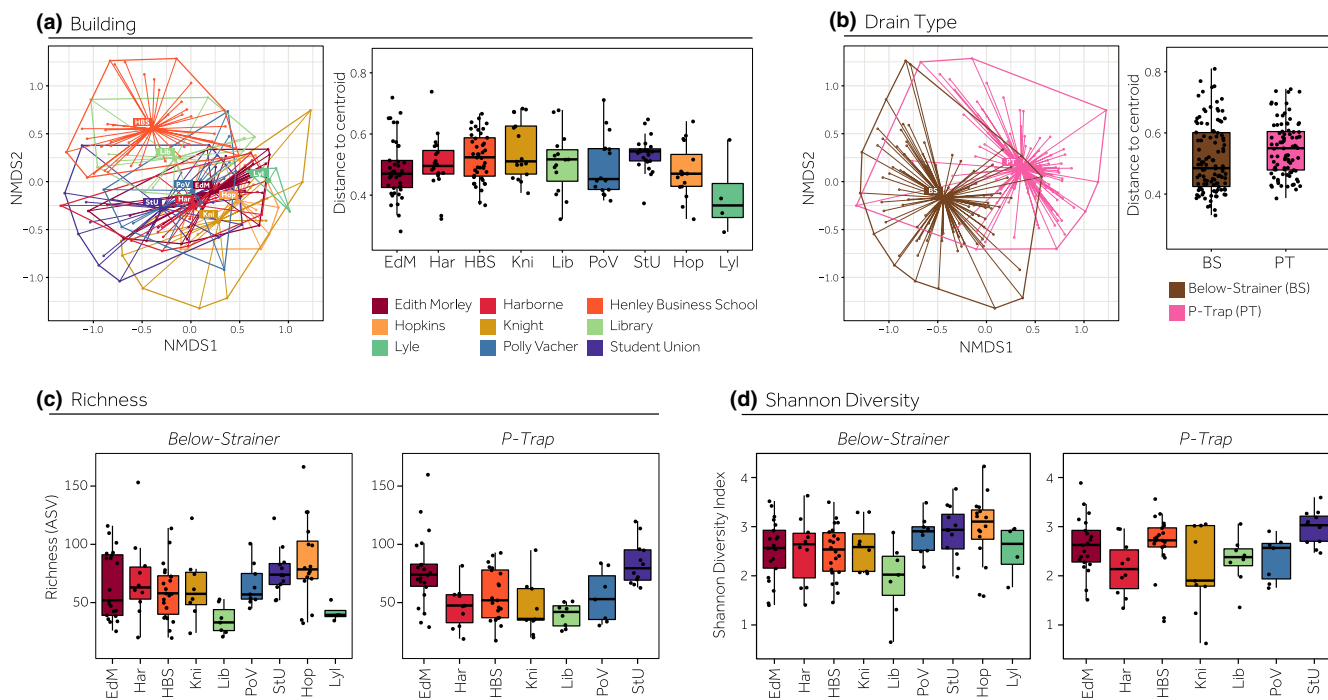 (a) Building
NMDS2
1.0
0.5
0.0
−0.5
−1.0
−1.0
−0.5
0.0
0.5
1.0
NMDS1
HBS
Lib
Lyl
PoV
EdM
StU
Har
Hop
Kni
Distance to centroid
0.8
0.6
0.4
EdM Har HBS Kni Lib PoV StU Hop Lyl
Edith Morley
Harborne
Henley Business School
Hopkins
Knight
Library
Lyle
Polly Vacher
Student Union
(b) Drain Type
NMDS2
1.0
0.5
0.0
−0.5
−1.0
−1.0
−0.5
0.0
0.5
1.0
NMDS1
PT
BS
Distance to centroid
0.8
0.6
0.4
BS PT
Below-Strainer (BS)
P-Trap (PT)
(c) Richness
Below-Strainer
P-Trap
Richness (ASV)
150
100
50
EdM Har HBS Kni Lib PoV StU Hop Lyl
150
100
50
EdM Har HBS Kni Lib PoV StU
(d) Shannon Diversity
Below-Strainer
P-Trap
Shannon Diversity Index
4
3
2
1
EdM Har HBS Kni Lib PoV StU Hop Lyl
4
3
2
1
EdM Har HBS Kni Lib PoV StU